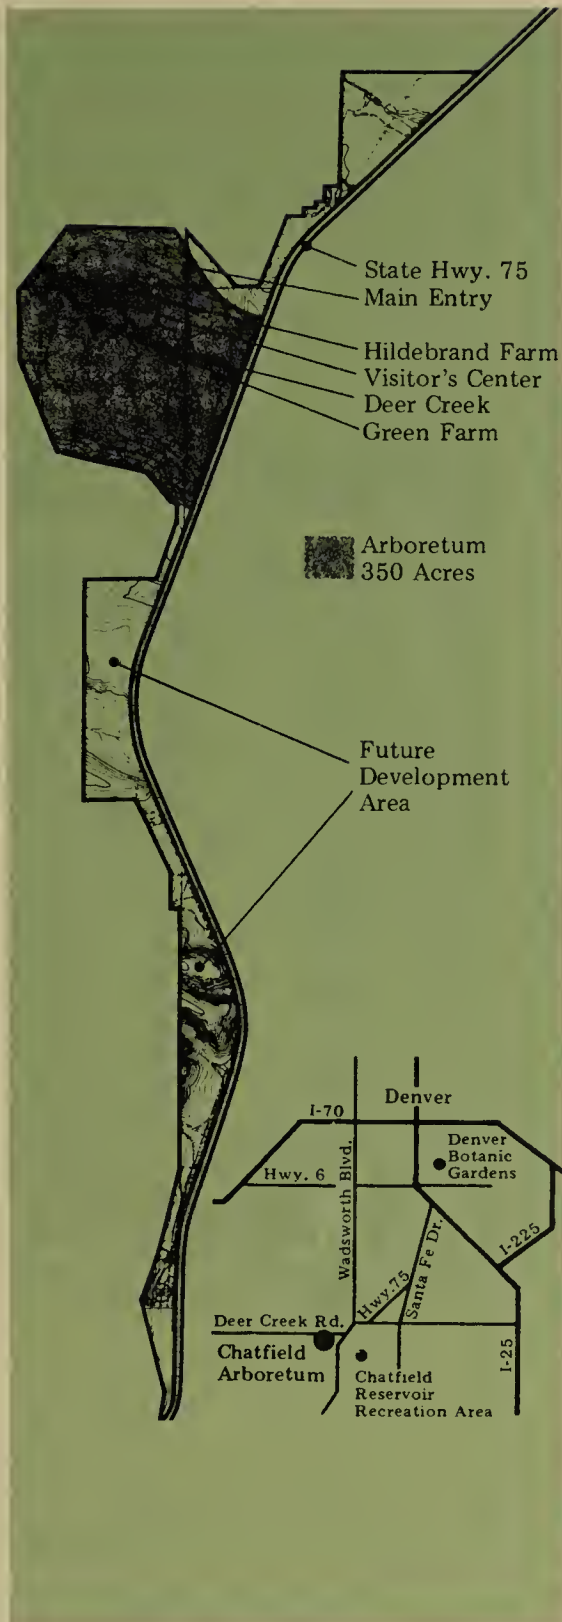 State Hwy. 75
Main Entry
Hildebrand Farm
Visitor's Center
Deer Creek
Green Farm
Arboretum
350 Acres
Future
Development
Area
Denver
I-70
Denver
Botanic
Gardens
Hwy. 6
Wadsworth Blvd.
I-225
Santa Fe Dr.
Hwy.75
Deer Creek Rd.
Chatfield
Arboretum
I-25
Chatfield
Reservoir
Recreation Area